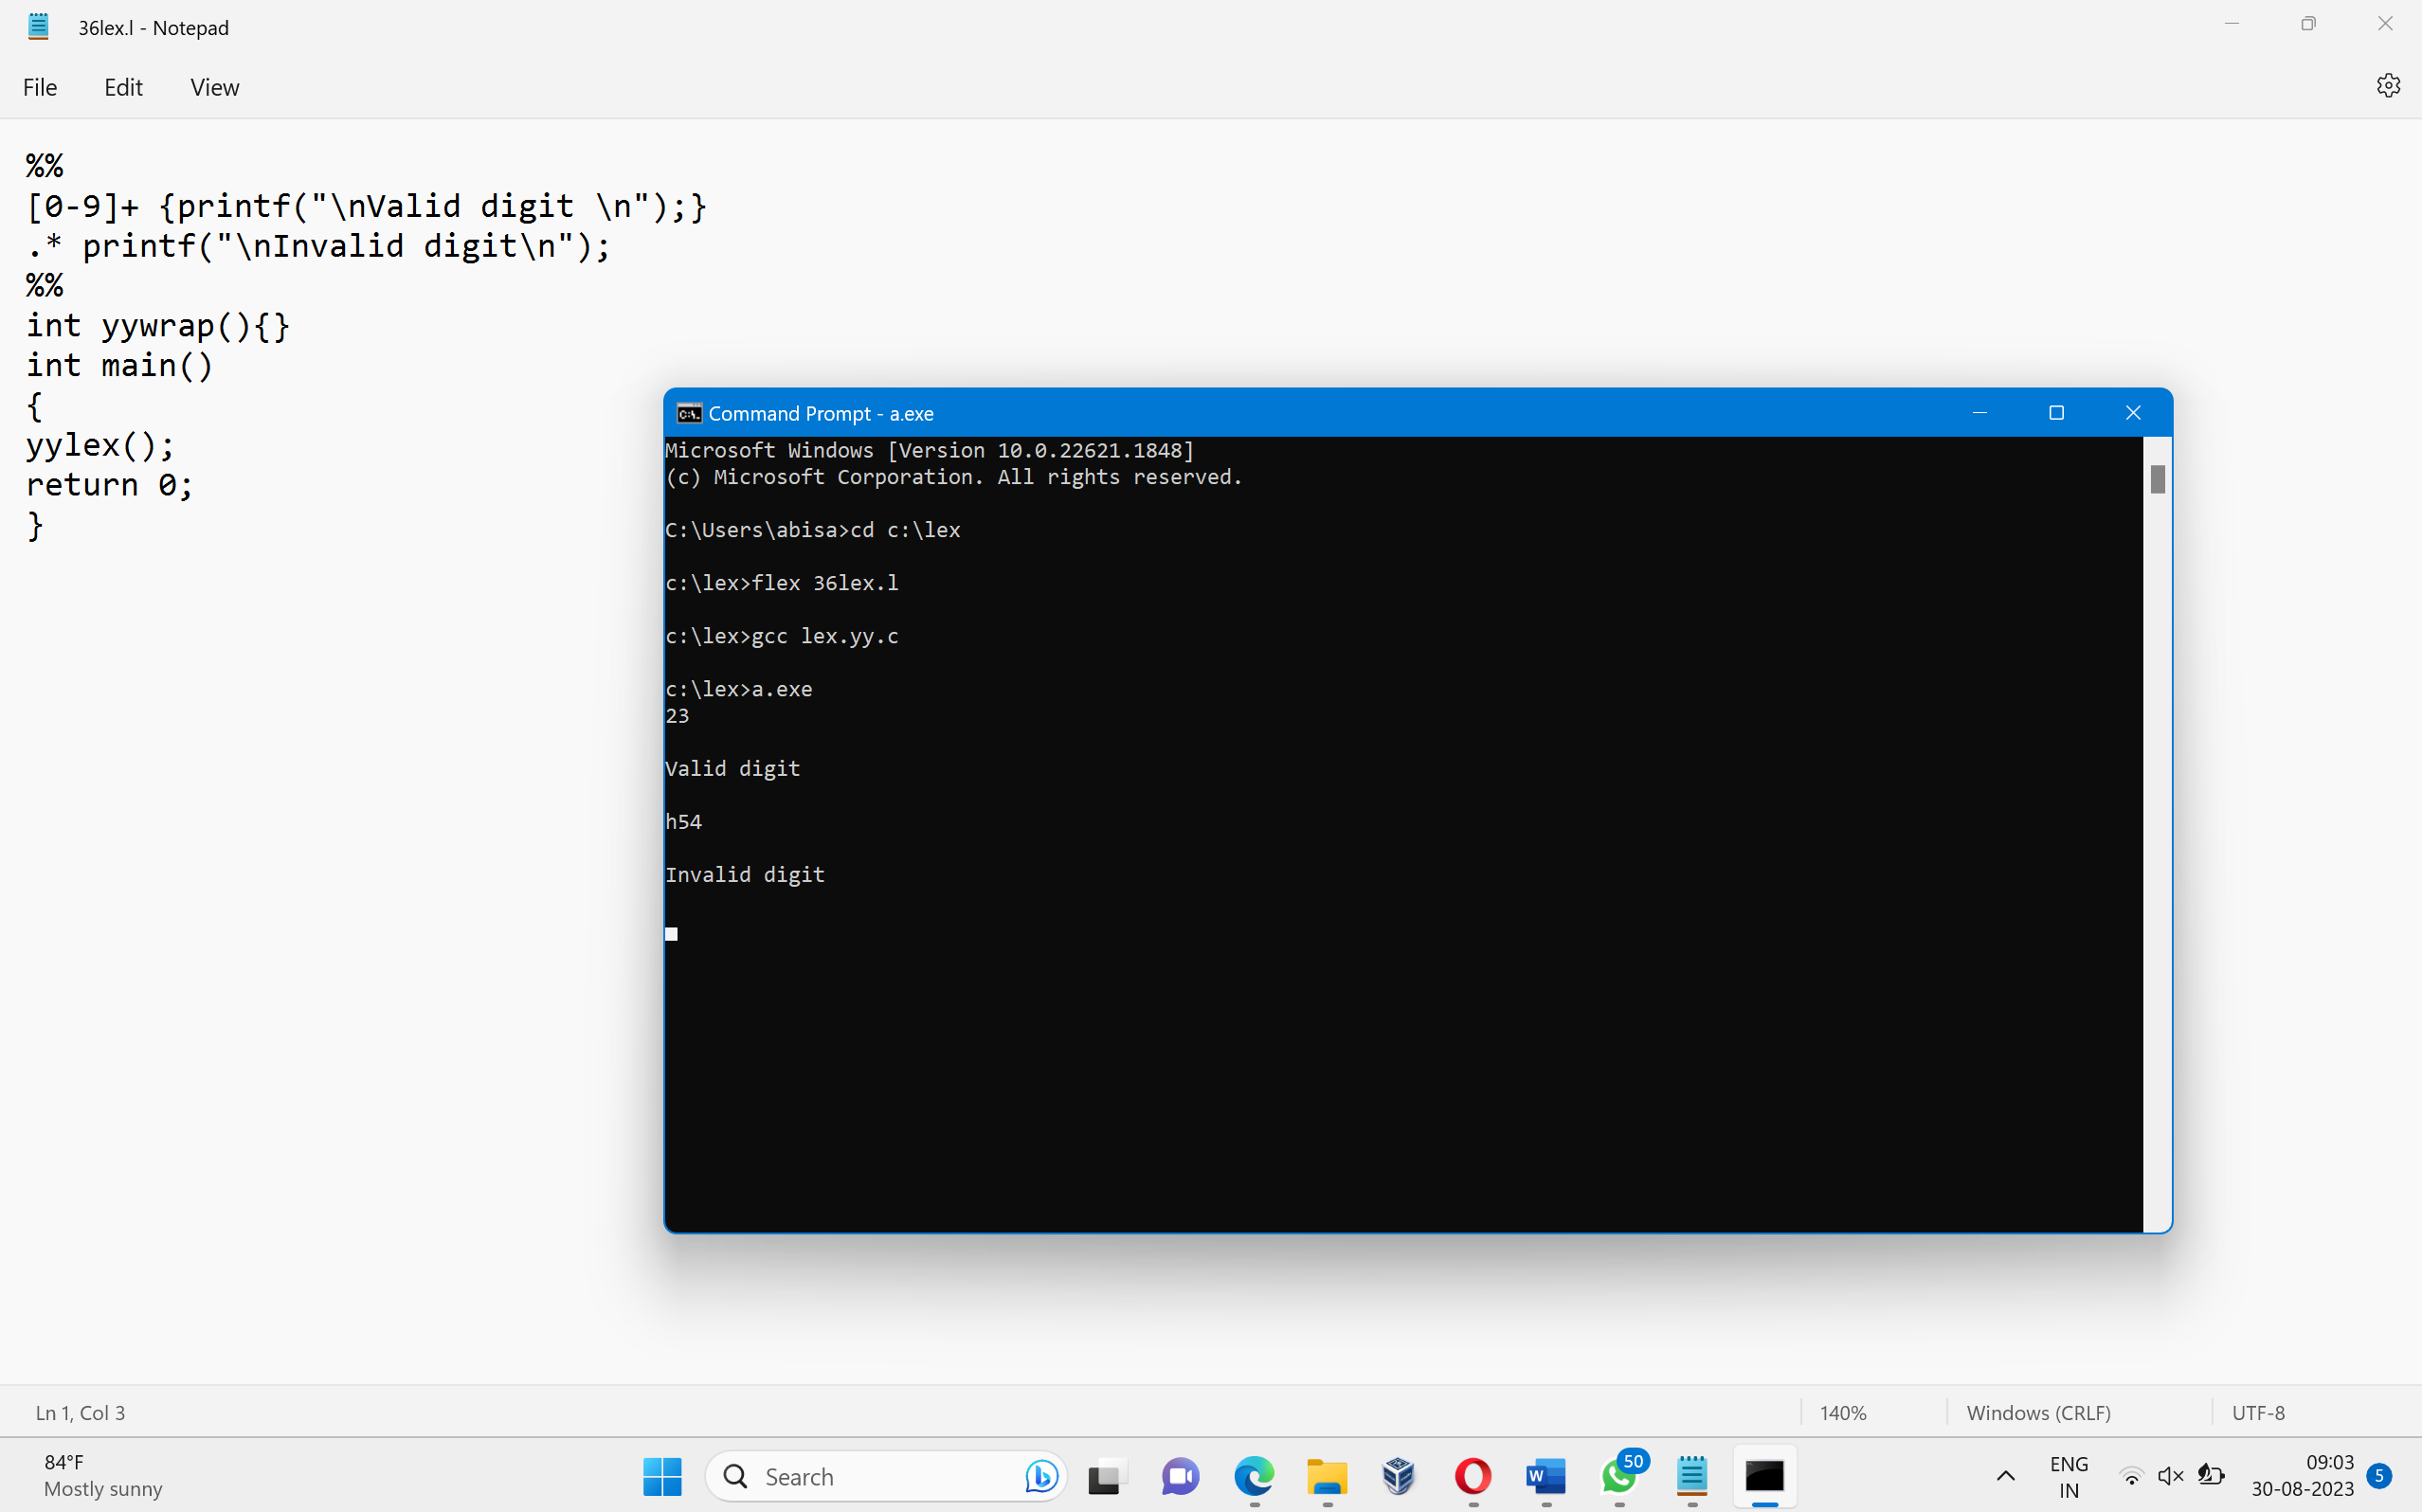 36lex.l - Notepad
File Edit View
%%
[0-9]+ {printf("\nValid digit \n");}
.* printf("\nInvalid digit\n");
%%
int yywrap(){}
int main()
{
yylex();
return 0;
}
Command Prompt - a.exe
Microsoft Windows [Version 10.0.22621.1848]
(c) Microsoft Corporation. All rights reserved.
C:\Users\abisa>cd c:\lex
c:\lex>flex 36lex.l
c:\lex>gcc lex.yy.c
c:\lex>a.exe
23
Valid digit
h54
Invalid digit
Ln 1, Col 3 140% Windows (CRLF) UTF-8
84°F
Mostly sunny
Search
50
ENG
IN
09:03
30-08-2023
5